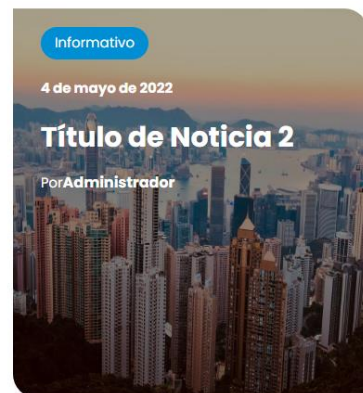 Informativo
4 de mayo de 2022
Título de Noticia 2
PorAdministrador